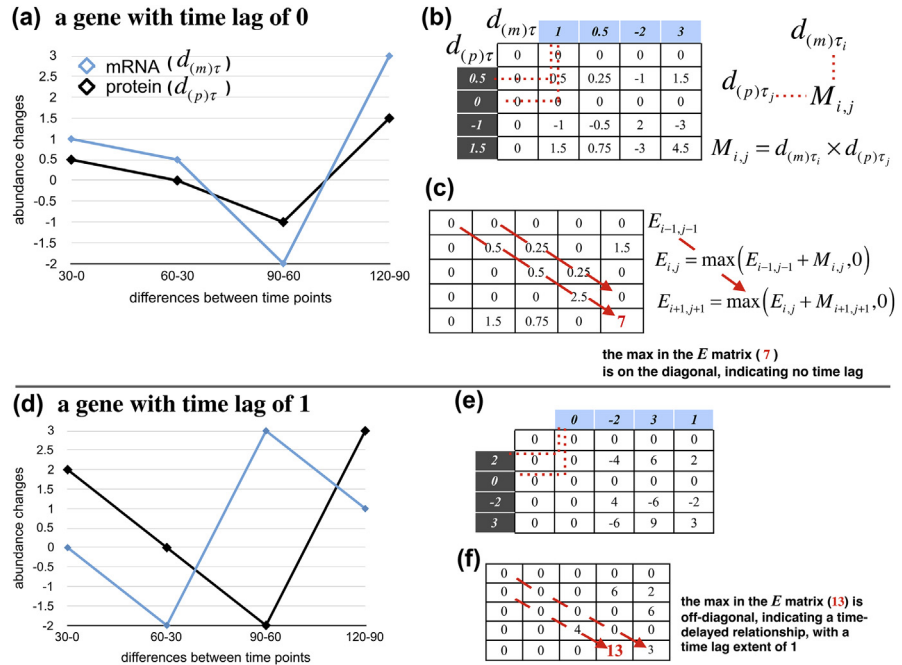 (a) a gene with time lag of 0
mRNA ( d(m)τ )
protein ( d(p)τ )
abundance changes
3
2.5
2
1.5
1
0.5
0
-0.5
-1
-1.5
-2
30-0 60-30 90-60 120-90
differences between time points
(b) d(m)τ 1 0.5 -2 3
d(p)τ 0 0 0 0 0
0.5 0 0.5 0.25 -1 1.5
0 0 0 0 0 0
-1 0 -1 -0.5 2 -3
1.5 0 1.5 0.75 -3 4.5
d(m)τi
d(p)τj Mi,j
Mi,j = d(m)τi × d(p)τj
(c)
0 0 0 0 0
0 0.5 0.25 0 1.5
0 0 0.5 0.25 0
0 0 0 2.5 0
0 1.5 0.75 0 7
Ei−1,j−1
Ei,j = max(Ei−1,j−1 + Mi,j,0)
Ei+1,j+1 = max(Ei,j + Mi+1,j+1,0)
the max in the E matrix ( 7 )
is on the diagonal, indicating no time lag
(d) a gene with time lag of 1
abundance changes
3
2.5
2
1.5
1
0.5
0
-0.5
-1
-1.5
-2
30-0 60-30 90-60 120-90
differences between time points
(e)
0 -2 3 1
0 0 0 0 0
2 0 0 -4 6 2
0 0 0 0 0 0
-2 0 0 4 -6 -2
3 0 0 -6 9 3
(f)
0 0 0 0 0
0 0 0 6 2
0 0 0 0 6
0 0 4 0 0
0 0 0 13 3
the max in the E matrix (13) is
off-diagonal, indicating a time-
delayed relationship, with a
time lag extent of 1